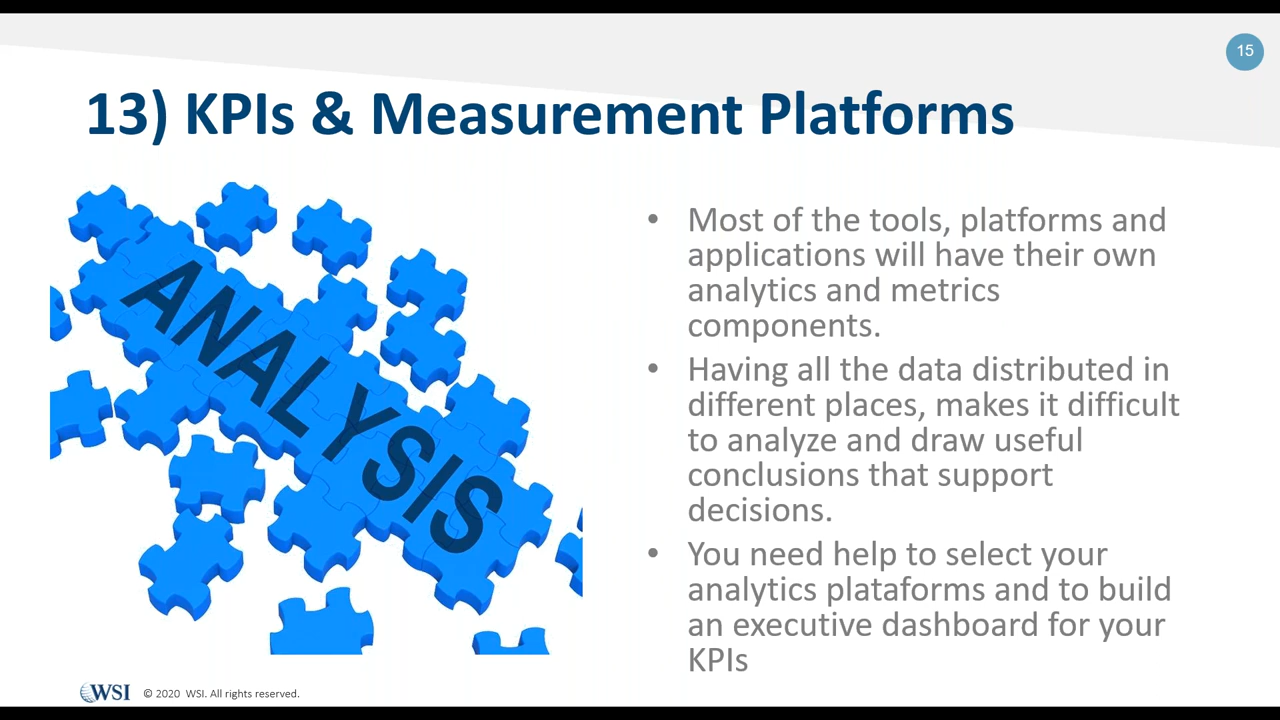 15
13) KPIs & Measurement Platforms
ANALYSIS
• Most of the tools, platforms and
applications will have their own
analytics and metrics
components.
• Having all the data distributed in
different places, makes it difficult
to analyze and draw useful
conclusions that support
decisions.
• You need help to select your
analytics plataforms and to build
an executive dashboard for your
KPIs
WSI © 2020 WSI. All rights reserved.